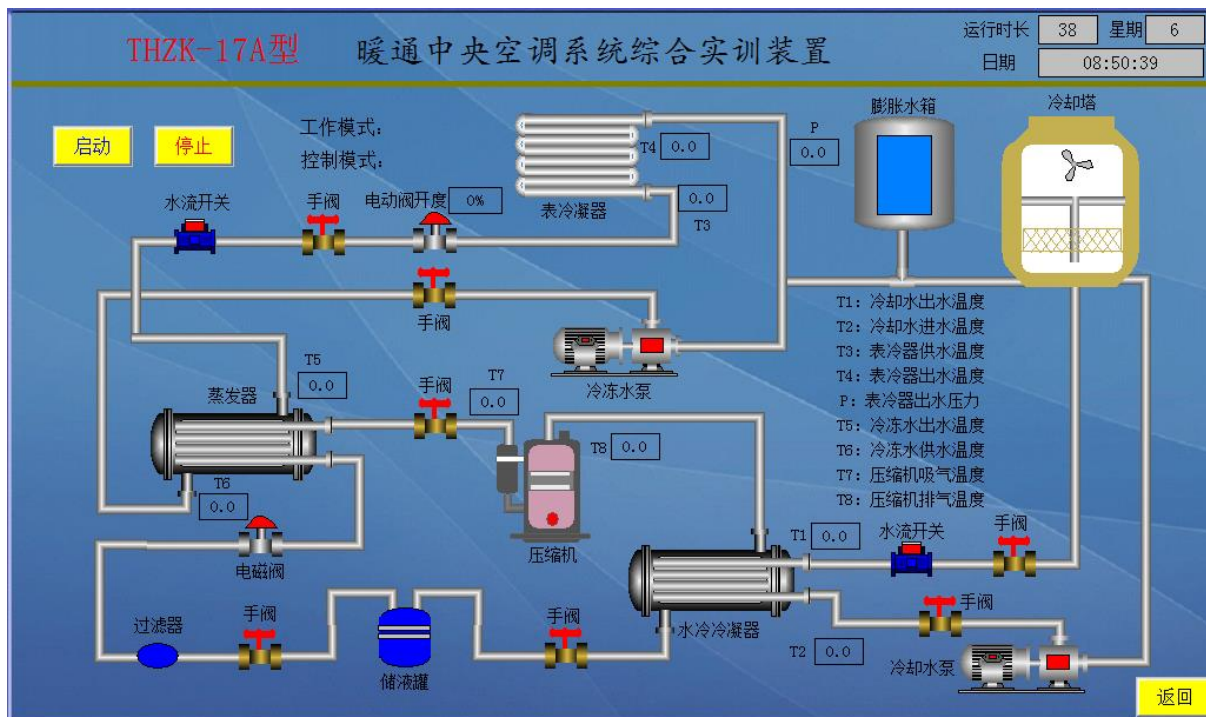 THZK-17A型 暖通中央空调系统综合实训装置
运行时长 38 星期 6
日期 08:50:39
启动 停止
工作模式:
控制模式:
T4 0.0
P
0.0
膨胀水箱
冷却塔
水流开关 手阀 电动阀开度 0%
表冷凝器
0.0
T3
手阀
冷冻水泵
T1: 冷却水出水温度
T2: 冷却水进水温度
T3: 表冷器供水温度
T4: 表冷器出水温度
P: 表冷器出水压力
T5: 冷冻水出水温度
T6: 冷冻水供水温度
T7: 压缩机吸气温度
T8: 压缩机排气温度
T5
0.0
蒸发器
手阀
T7
0.0
T8 0.0
T6
0.0
电磁阀
压缩机
T1 0.0
水流开关
手阀
过滤器
手阀
储液罐
手阀
水冷冷凝器
T2 0.0
手阀
冷却水泵
返回